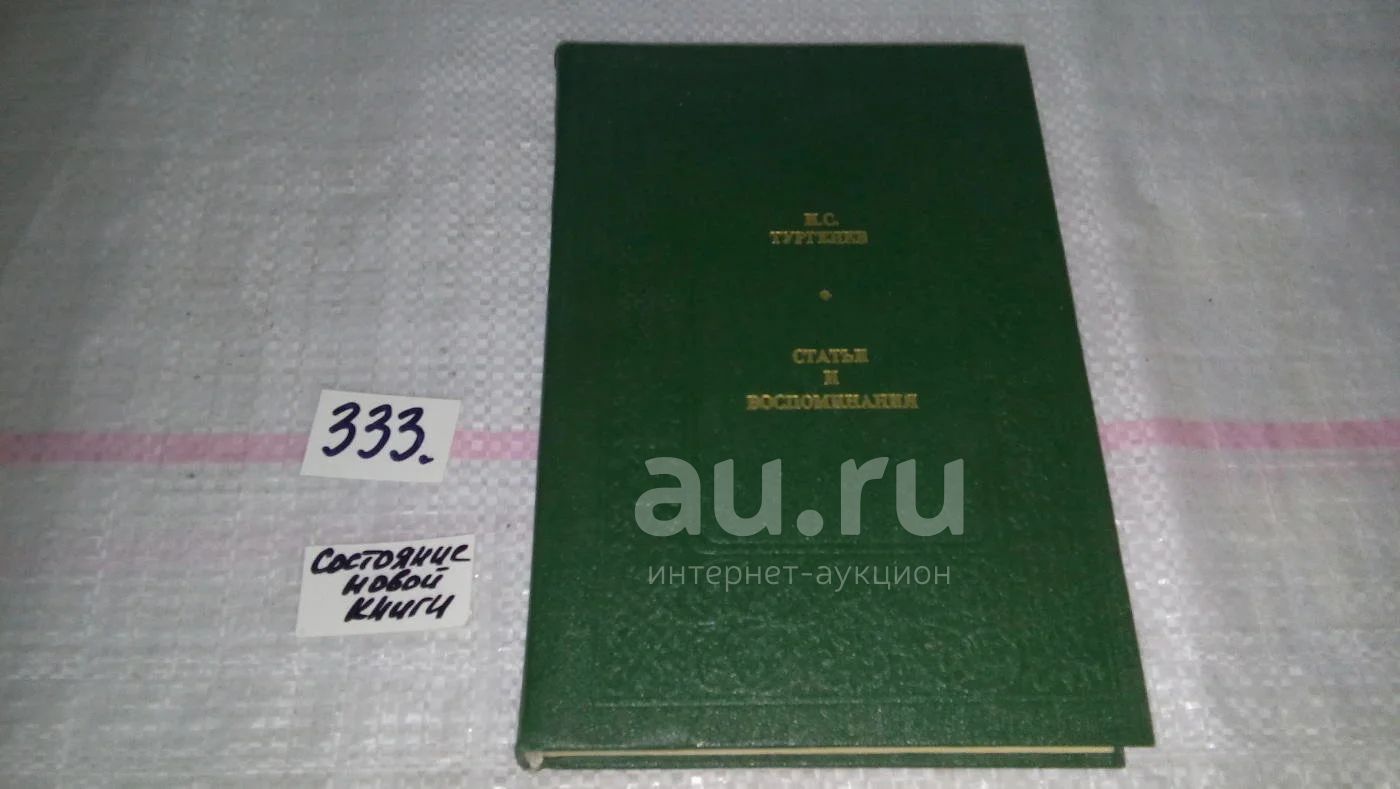 И.С.
ТУРГЕНЕВ
СТАТЬИ
И
ВОСПОМИНАНИЯ
333.
Состояние
новой
книги
au.ru
интернет-аукцион